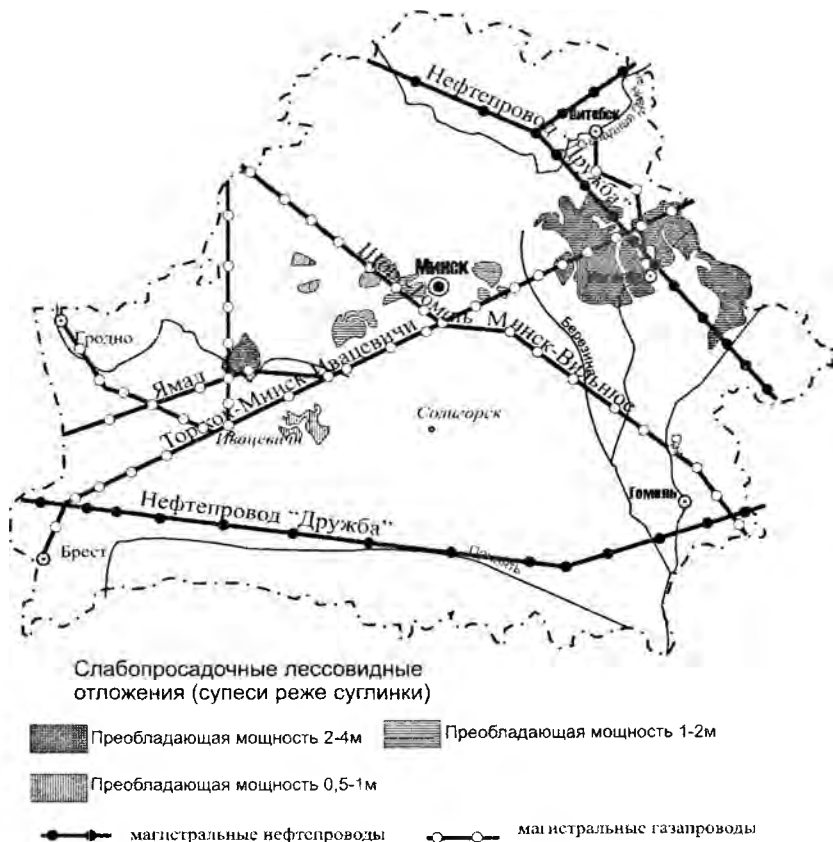 Нефтепровод "Дружба"
Витебск
Минск
Гродно
Ямал
Торжок-Минск-Ивацевичи
Минск-Вильнюс
Ивацевичи
Солигорск
Березина
Гомель
Нефтепровод "Дружба"
Брест
Слабопросадочные лессовидные
отложения (супеси реже суглинки)
Преобладающая мощность 2-4м
Преобладающая мощность 1-2м
Преобладающая мощность 0,5-1м
магистральные нефтепроводы
магистральные газапроводы